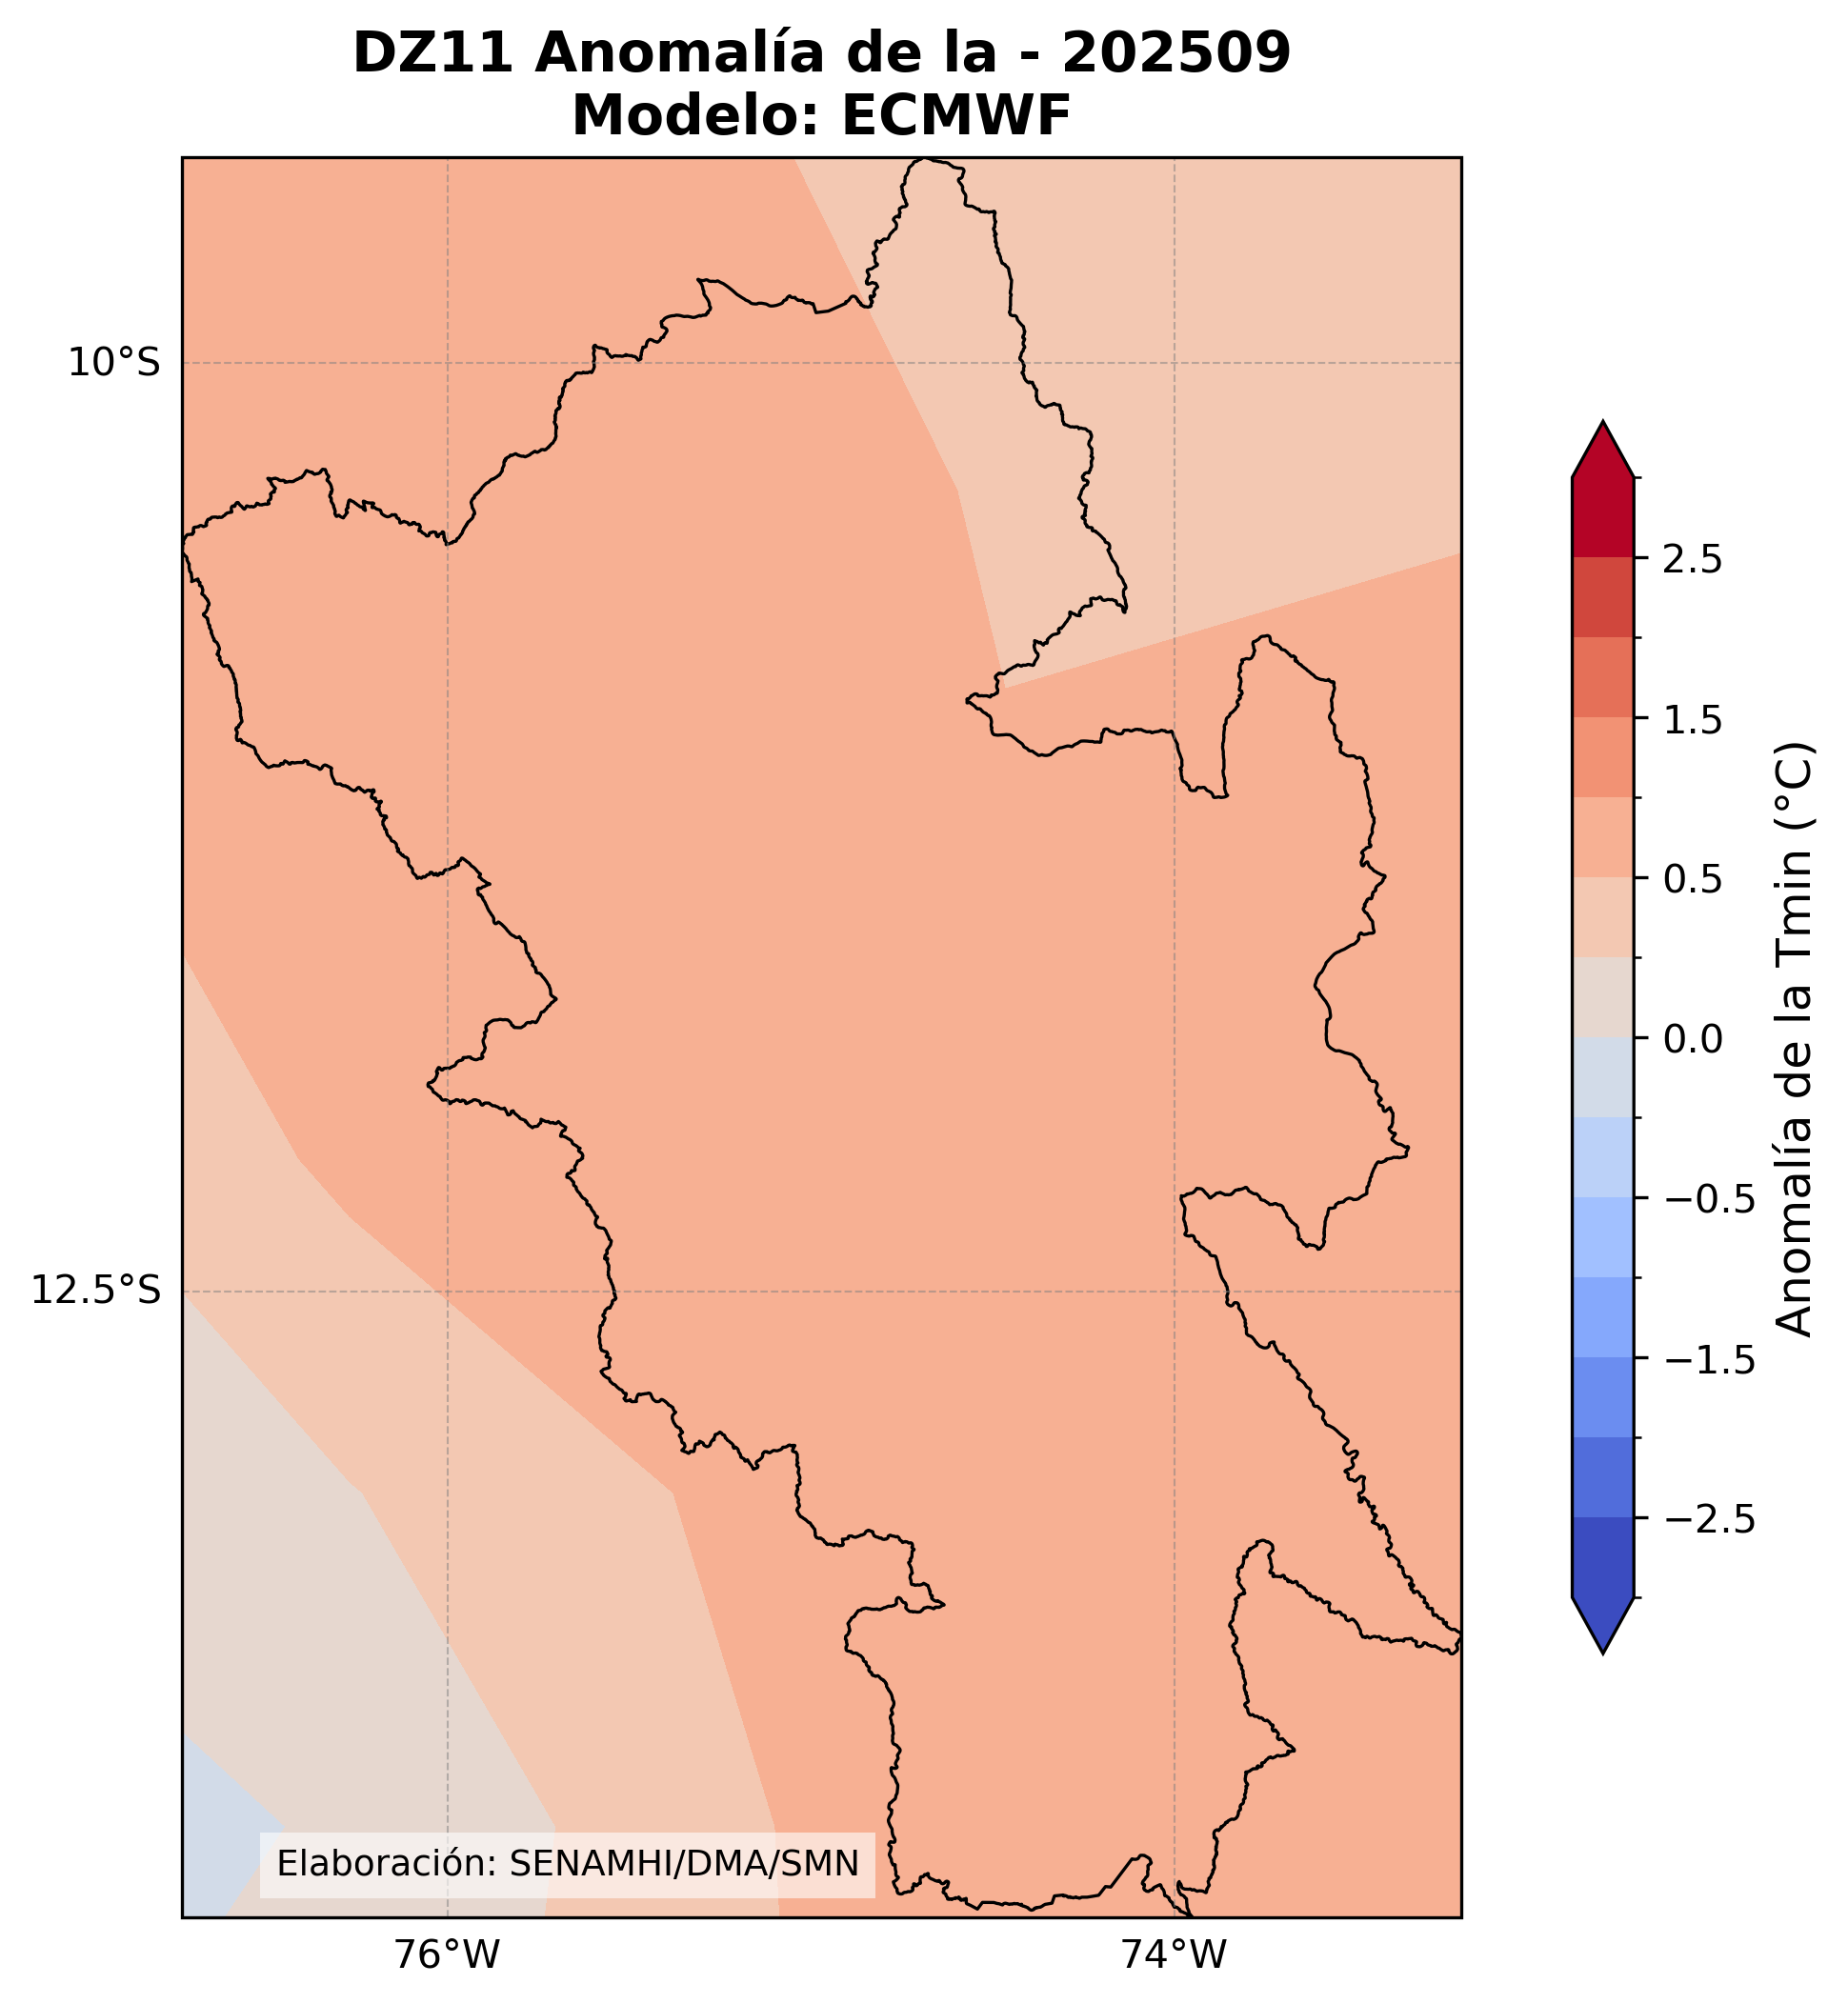 DZ11 Anomalía de la - 202509
Modelo: ECMWF
10°S
12.5°S
76°W
74°W
2.5
1.5
0.5
0.0
−0.5
−1.5
−2.5
Anomalía de la Tmin (°C)
Elaboración: SENAMHI/DMA/SMN